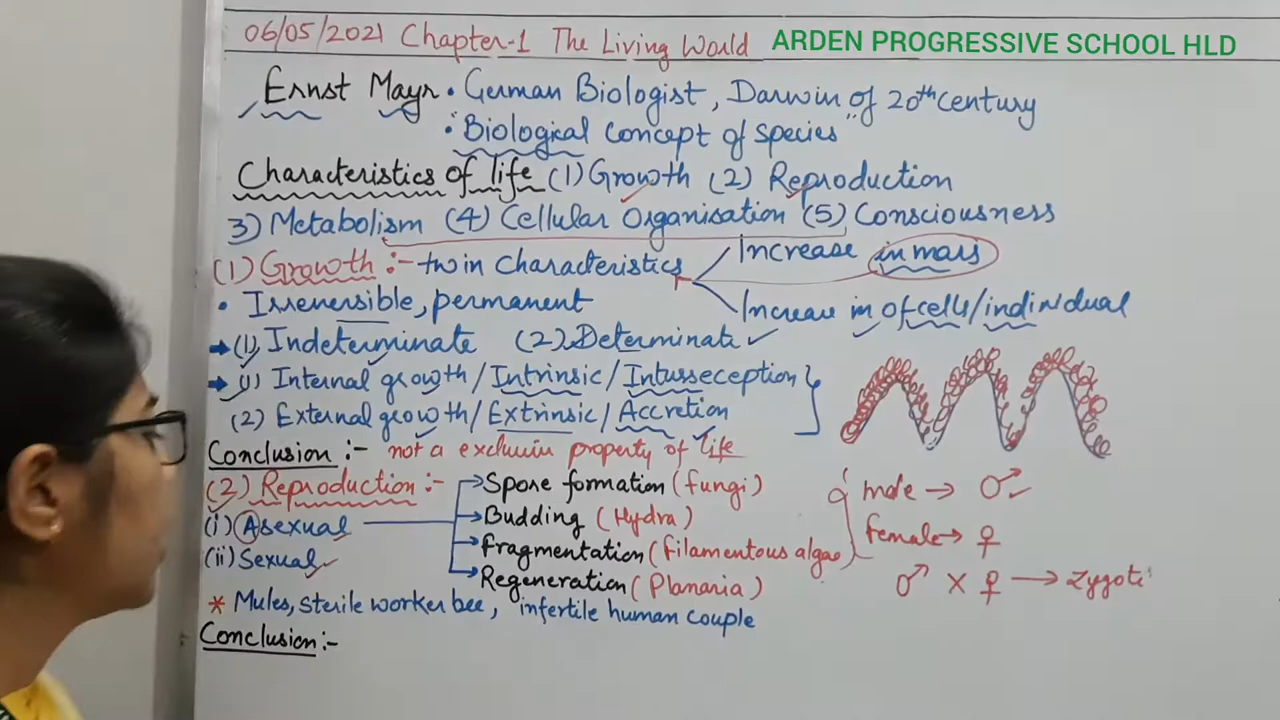 06/05/2021 Chapter-1 The Living World ARDEN PROGRESSIVE SCHOOL HLD
Ernst Mayr • German Biologist, Darwin of 20th century
• Biological concept of species"
Characteristics of life (1) Growth (2) Reproduction
3) Metabolism (4) Cellular Organisation (5) Consciousness
(1) Growth :- twin characteristics
Increase in mass
• Irreversible, permanent
Increase in of cells/individual
(1) Indeterminate (2) Determinate
(1) Internal growth / Intrinsic / Intusseception
(2) External growth / Extrinsic / Accretion
Conclusion :- not a exclusive property of life
(2) Reproduction :-
Spore formation (fungi)
male → ♂
(i) Asexual
Budding (Hydra)
female → ♀
(ii) Sexual
Fragmentation (filamentous algae)
Regeneration (Planaria)
♂ × ♀ → Zygote
* Mules, sterile worker bee, infertile human couple
Conclusion :-